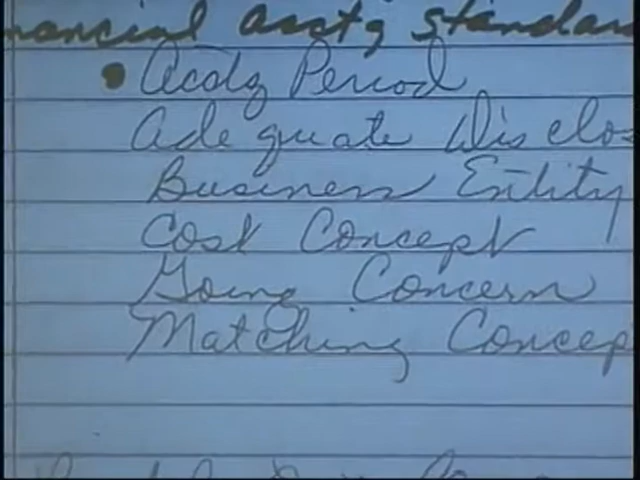 nancial acctg standar
• Acctg Period
Adequate Disclos
Business Entity
Cost Concept
Going Concern
Matching Concep